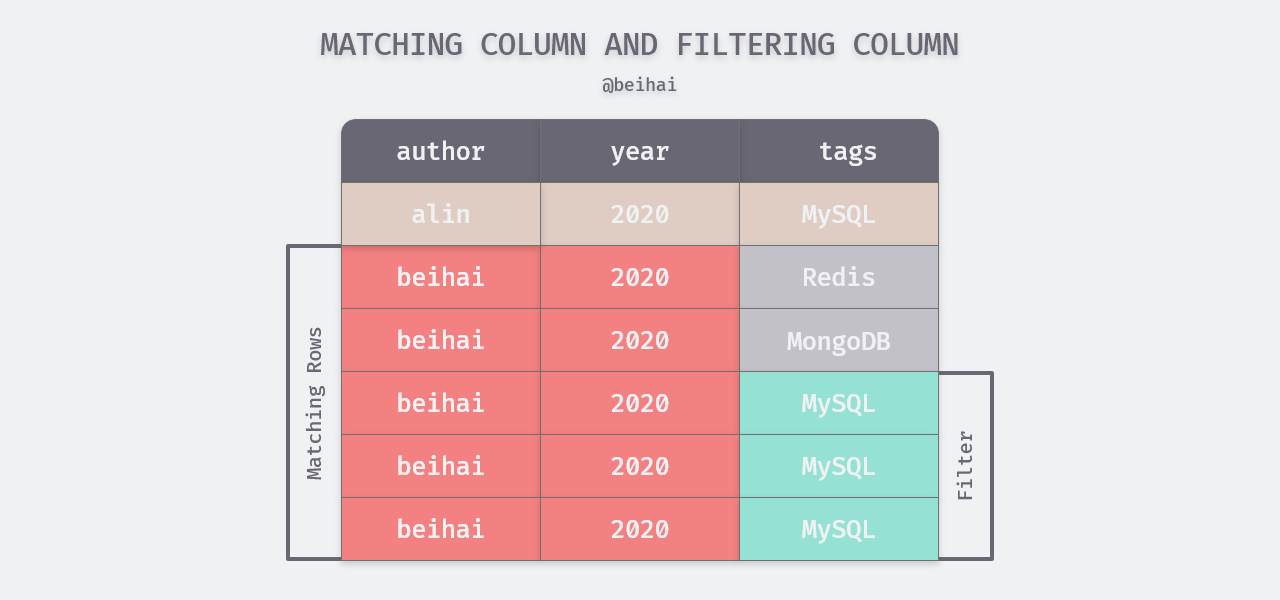 MATCHING COLUMN AND FILTERING COLUMN
@beihai
author year tags
alin 2020 MySQL
beihai 2020 Redis
beihai 2020 MongoDB
beihai 2020 MySQL
beihai 2020 MySQL
beihai 2020 MySQL
Matching Rows
Filter